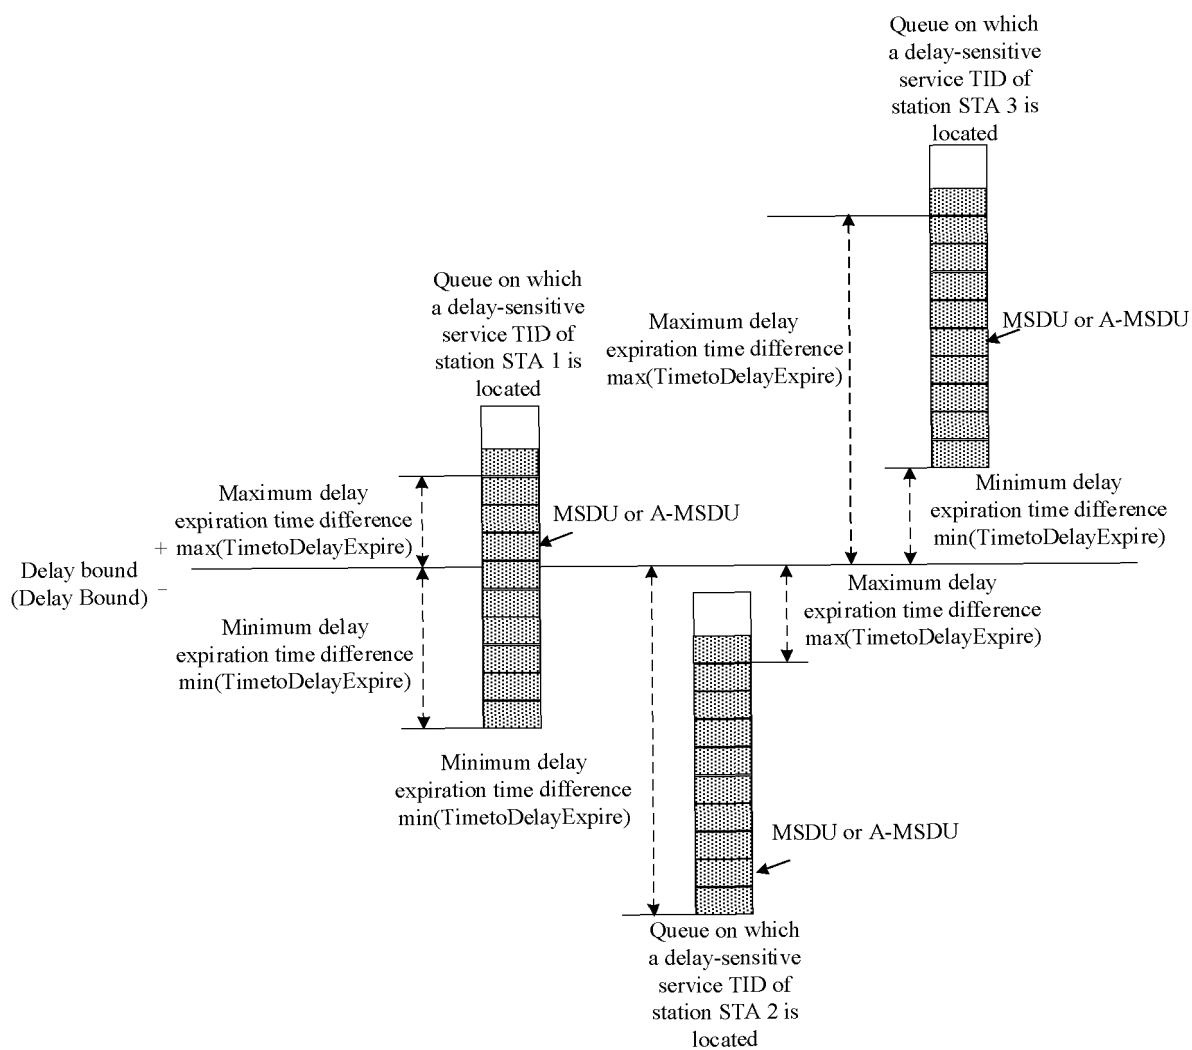 Queue on which
a delay-sensitive
service TID of
station STA 3 is
located
Queue on which
a delay-sensitive
service TID of
station STA 1 is
located
Maximum delay
expiration time difference
max(TimetoDelayExpire)
MSDU or A-MSDU
Maximum delay
expiration time difference
+ max(TimetoDelayExpire)
MSDU or A-MSDU
Minimum delay
expiration time difference
min(TimetoDelayExpire)
Delay bound
(Delay Bound) -
Minimum delay
expiration time difference
min(TimetoDelayExpire)
Maximum delay
expiration time difference
max(TimetoDelayExpire)
Minimum delay
expiration time difference
min(TimetoDelayExpire)
MSDU or A-MSDU
Queue on which
a delay-sensitive
service TID of
station STA 2 is
located